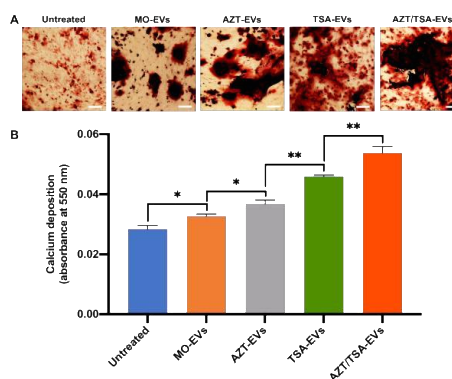 A
Untreated MO-EVs AZT-EVs TSA-EVs AZT/TSA-EVs
B
Calcium deposition
(absorbance at 550 nm)
0.06
0.04
0.02
0.00
* * ** **
Untreated MO-EVs AZT-EVs TSA-EVs AZT/TSA-EVs